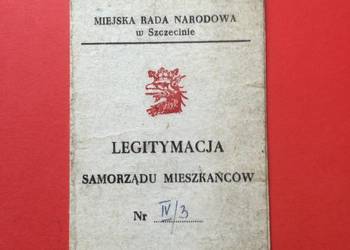 MIEJSKA RADA NARODOWA
w Szczecinie
LEGITYMACJA
SAMORZĄDU MIESZKAŃCÓW
Nr IV/3